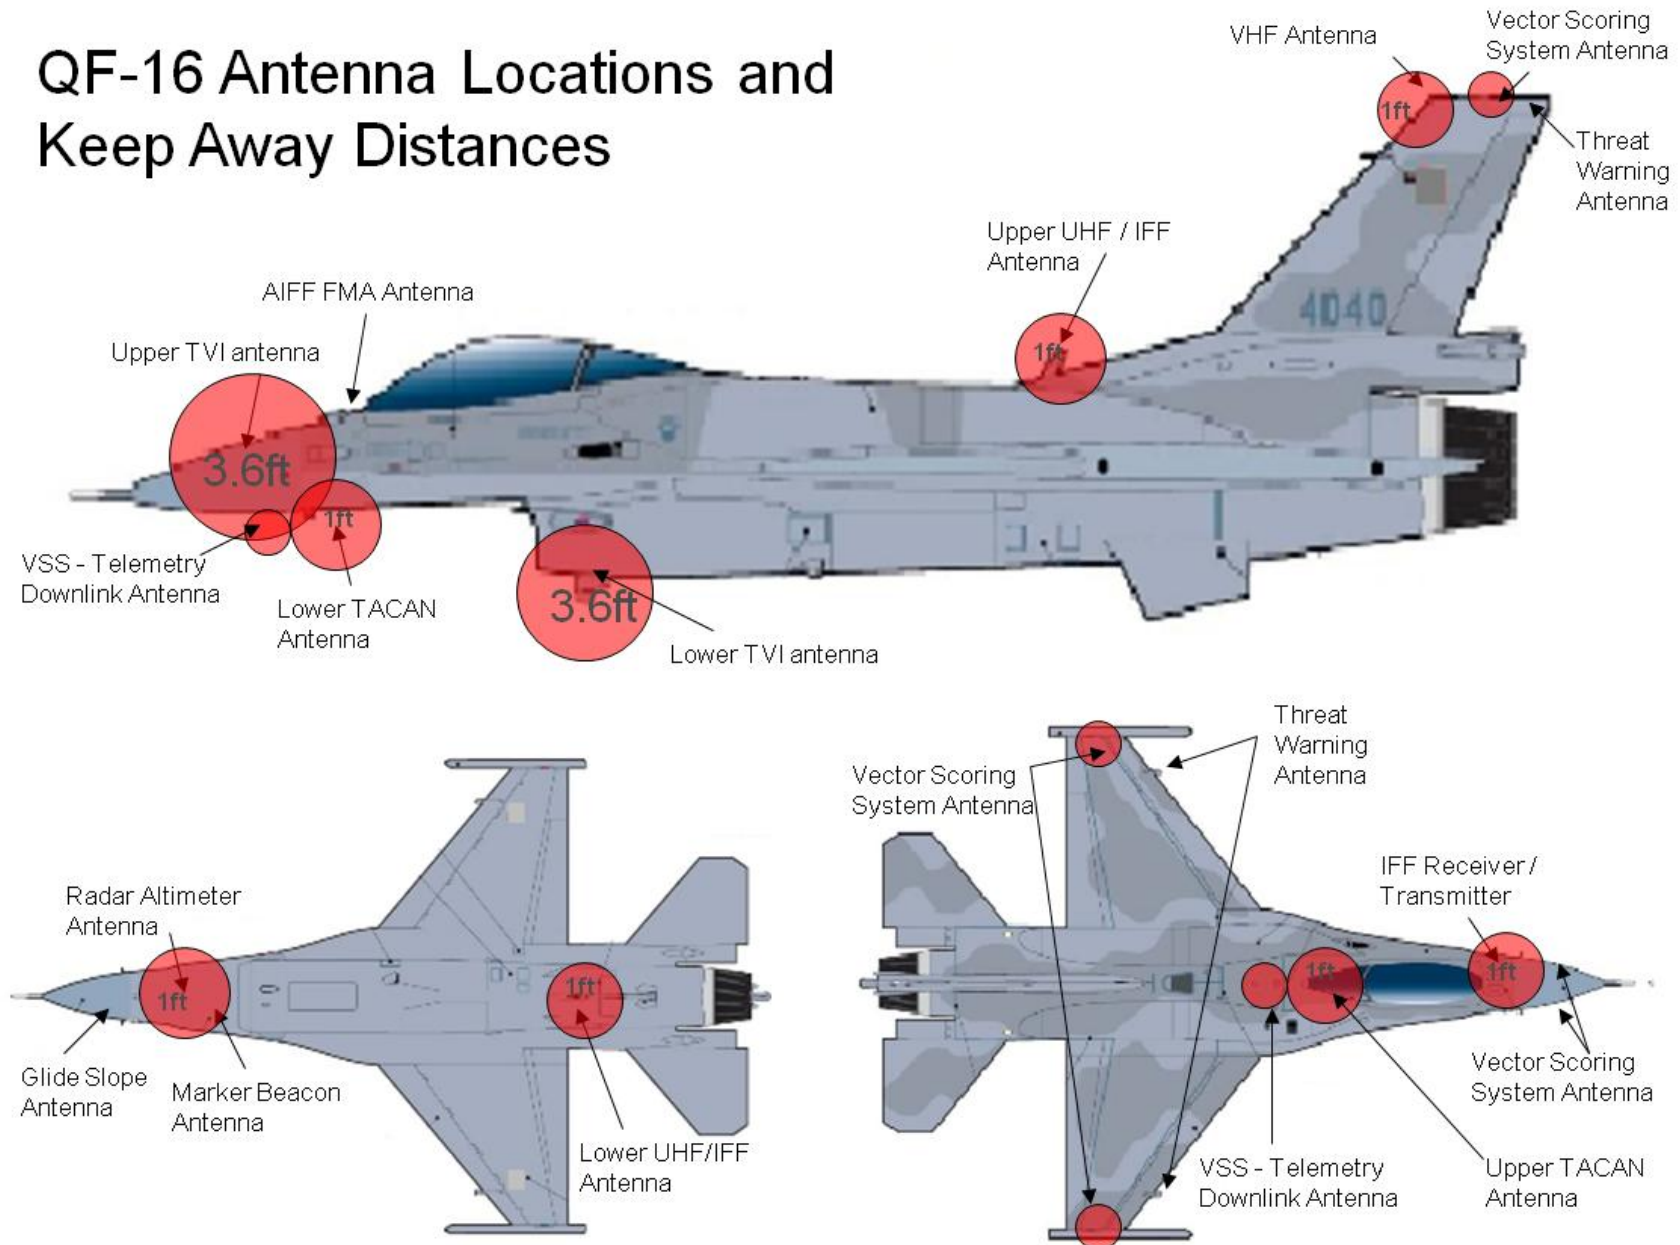 QF-16 Antenna Locations and
Keep Away Distances
VHF Antenna
Vector Scoring
System Antenna
1ft
Threat
Warning
Antenna
Upper UHF / IFF
Antenna
1ft
4040
AIFF FMA Antenna
Upper TVI antenna
3.6ft
1ft
VSS - Telemetry
Downlink Antenna
Lower TACAN
Antenna
3.6ft
Lower TVI antenna
Radar Altimeter
Antenna
1ft
Glide Slope
Antenna
Marker Beacon
Antenna
1ft
Lower UHF/IFF
Antenna
Vector Scoring
System Antenna
Threat
Warning
Antenna
IFF Receiver /
Transmitter
1ft
1ft
Vector Scoring
System Antenna
VSS - Telemetry
Downlink Antenna
Upper TACAN
Antenna